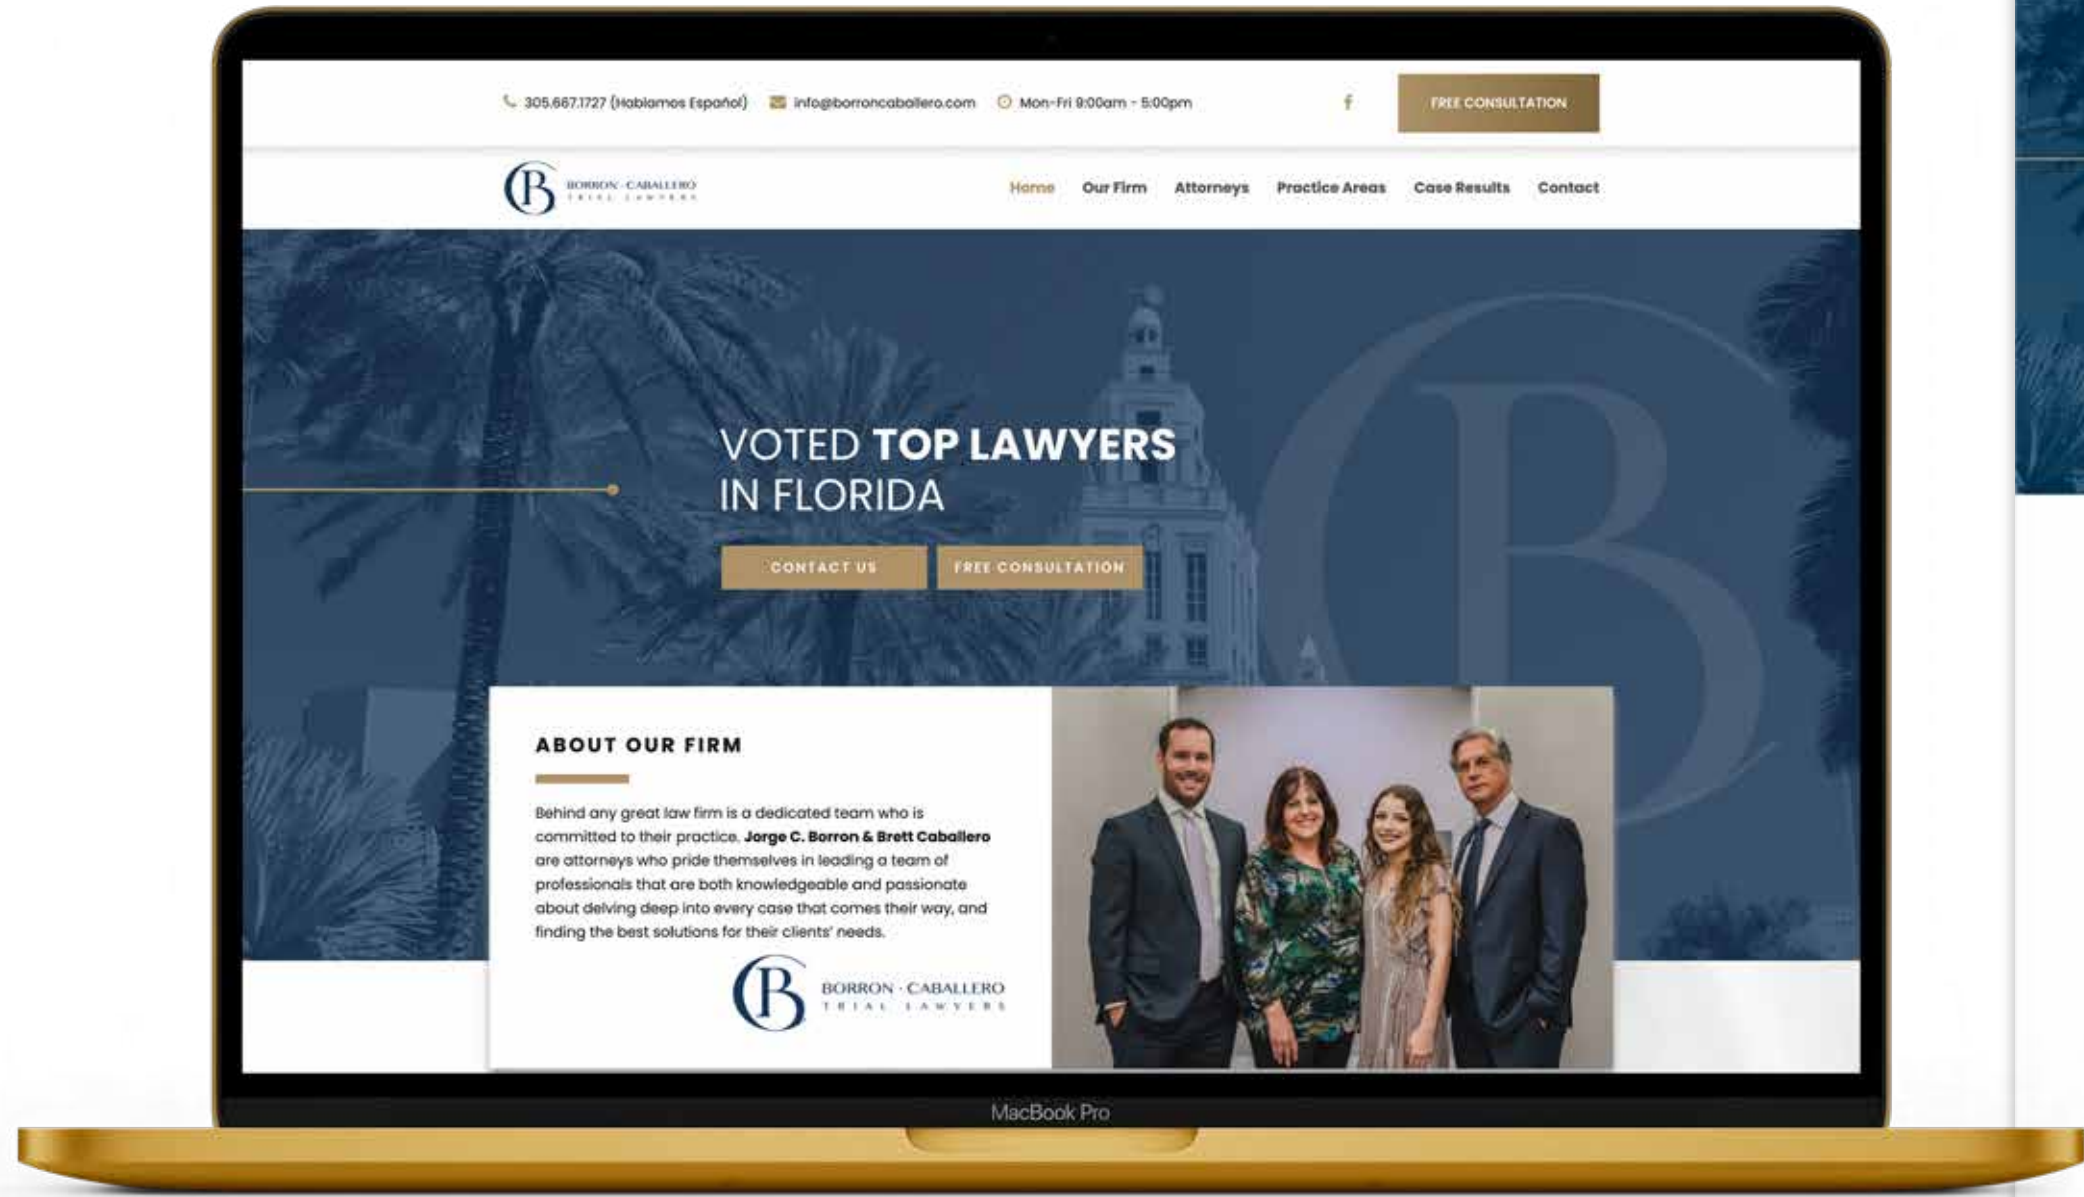 305.667.1727 (Hablamos Español) info@borroncaballero.com Mon-Fri 9:00am - 5:00pm f FREE CONSULTATION
B BORRON · CABALLERO
TRIAL LAWYERS
Home Our Firm Attorneys Practice Areas Case Results Contact
VOTED TOP LAWYERS
IN FLORIDA
CONTACT US FREE CONSULTATION
B
ABOUT OUR FIRM
Behind any great law firm is a dedicated team who is
committed to their practice. Jorge C. Borron & Brett Caballero
are attorneys who pride themselves in leading a team of
professionals that are both knowledgeable and passionate
about delving deep into every case that comes their way, and
finding the best solutions for their clients' needs.
B BORRON · CABALLERO
TRIAL LAWYERS
MacBook Pro